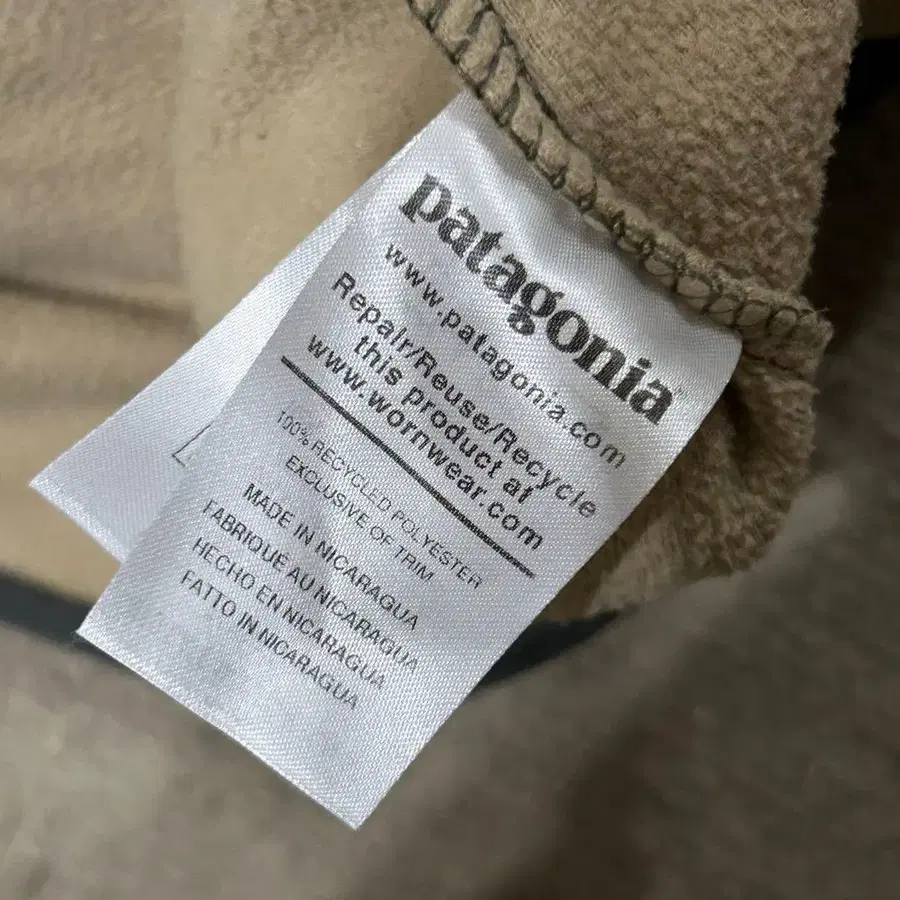 patagonia
www.patagonia.com
Repair/Reuse/Recycle
this product at
www.wornwear.com
100% RECYCLED POLYESTER
EXCLUSIVE OF TRIM
MADE IN NICARAGUA
FABRIQUÉ AU NICARAGUA
HECHO EN NICARAGUA
FATTO IN NICARAGUA